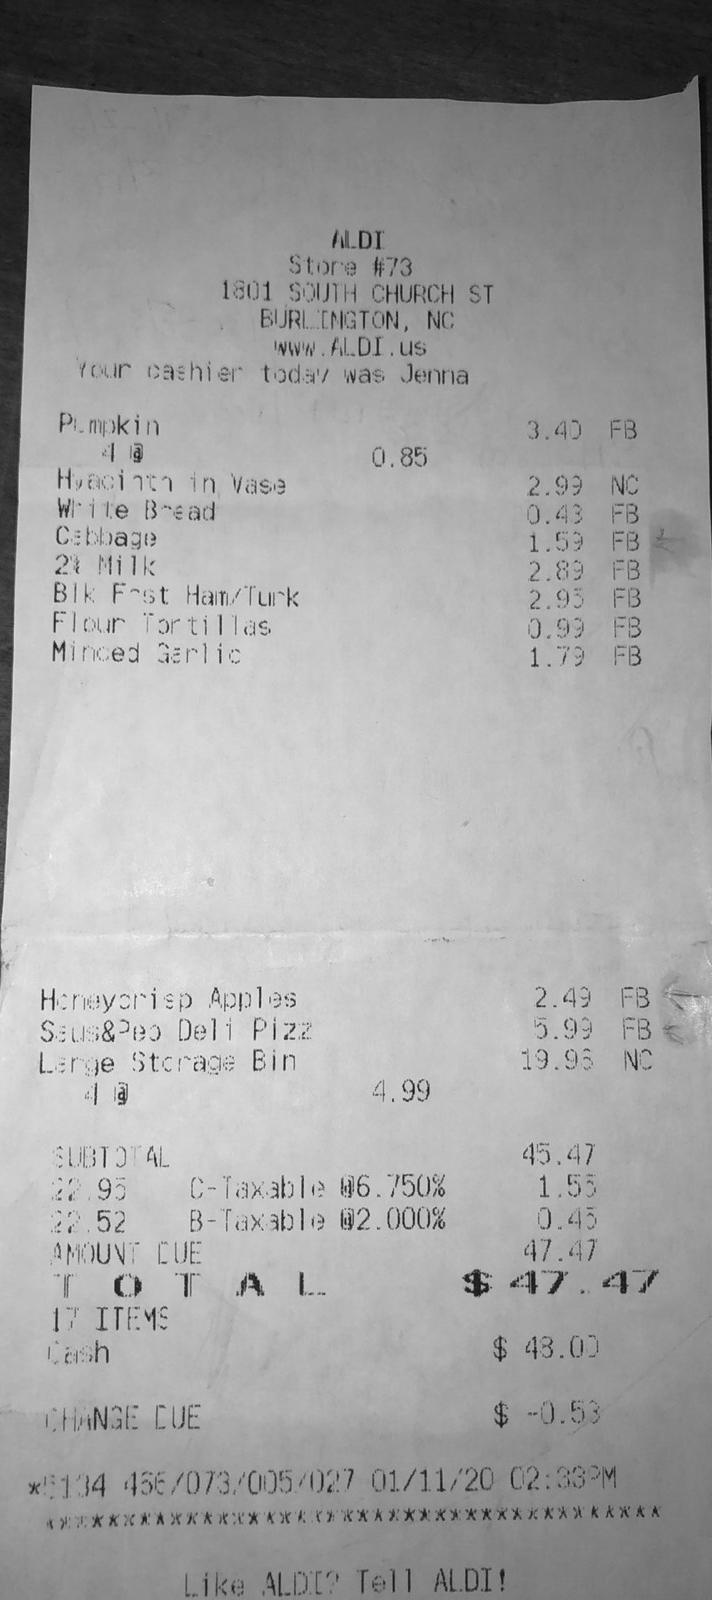 ALDI
Store #73
1801 SOUTH CHURCH ST
BURLINGTON, NC
www.ALDI.us
Your cashier today was Jenna
Pumpkin 3.40 FB
4 @ 0.85
Hyacinth in Vase 2.99 NC
White Bread 0.43 FB
Cabbage 1.59 FB
2% Milk 2.89 FB
Blk Frst Ham/Turk 2.95 FB
Flour Tortillas 0.99 FB
Minced Garlic 1.79 FB
Honeycrisp Apples 2.49 FB
Saus&Pep Deli Pizz 5.99 FB
Large Storage Bin 19.96 NC
4 @ 4.99
SUBTOTAL 45.47
22.95 C-Taxable @6.750% 1.55
22.52 B-Taxable @2.000% 0.45
AMOUNT DUE 47.47
TOTAL $47.47
17 ITEMS
Cash $ 48.00
CHANGE DUE $ -0.53
*5134 466/073/005/027 01/11/20 02:33PM
******************************************
Like ALDI? Tell ALDI!